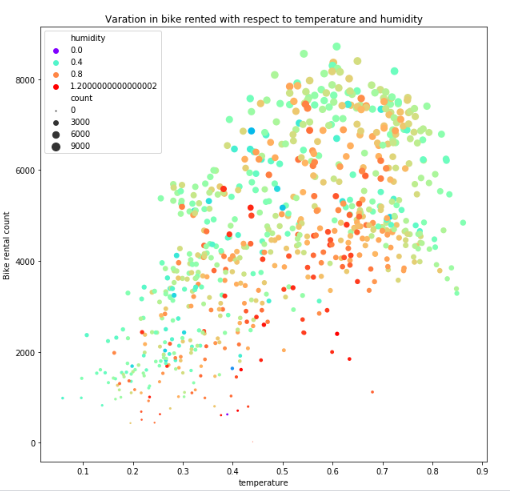 Varation in bike rented with respect to temperature and humidity
humidity
0.0
0.4
0.8
1.2000000000000002
count
0
3000
6000
9000
8000
6000
4000
2000
0
Bike rental count
0.1 0.2 0.3 0.4 0.5 0.6 0.7 0.8 0.9
temperature